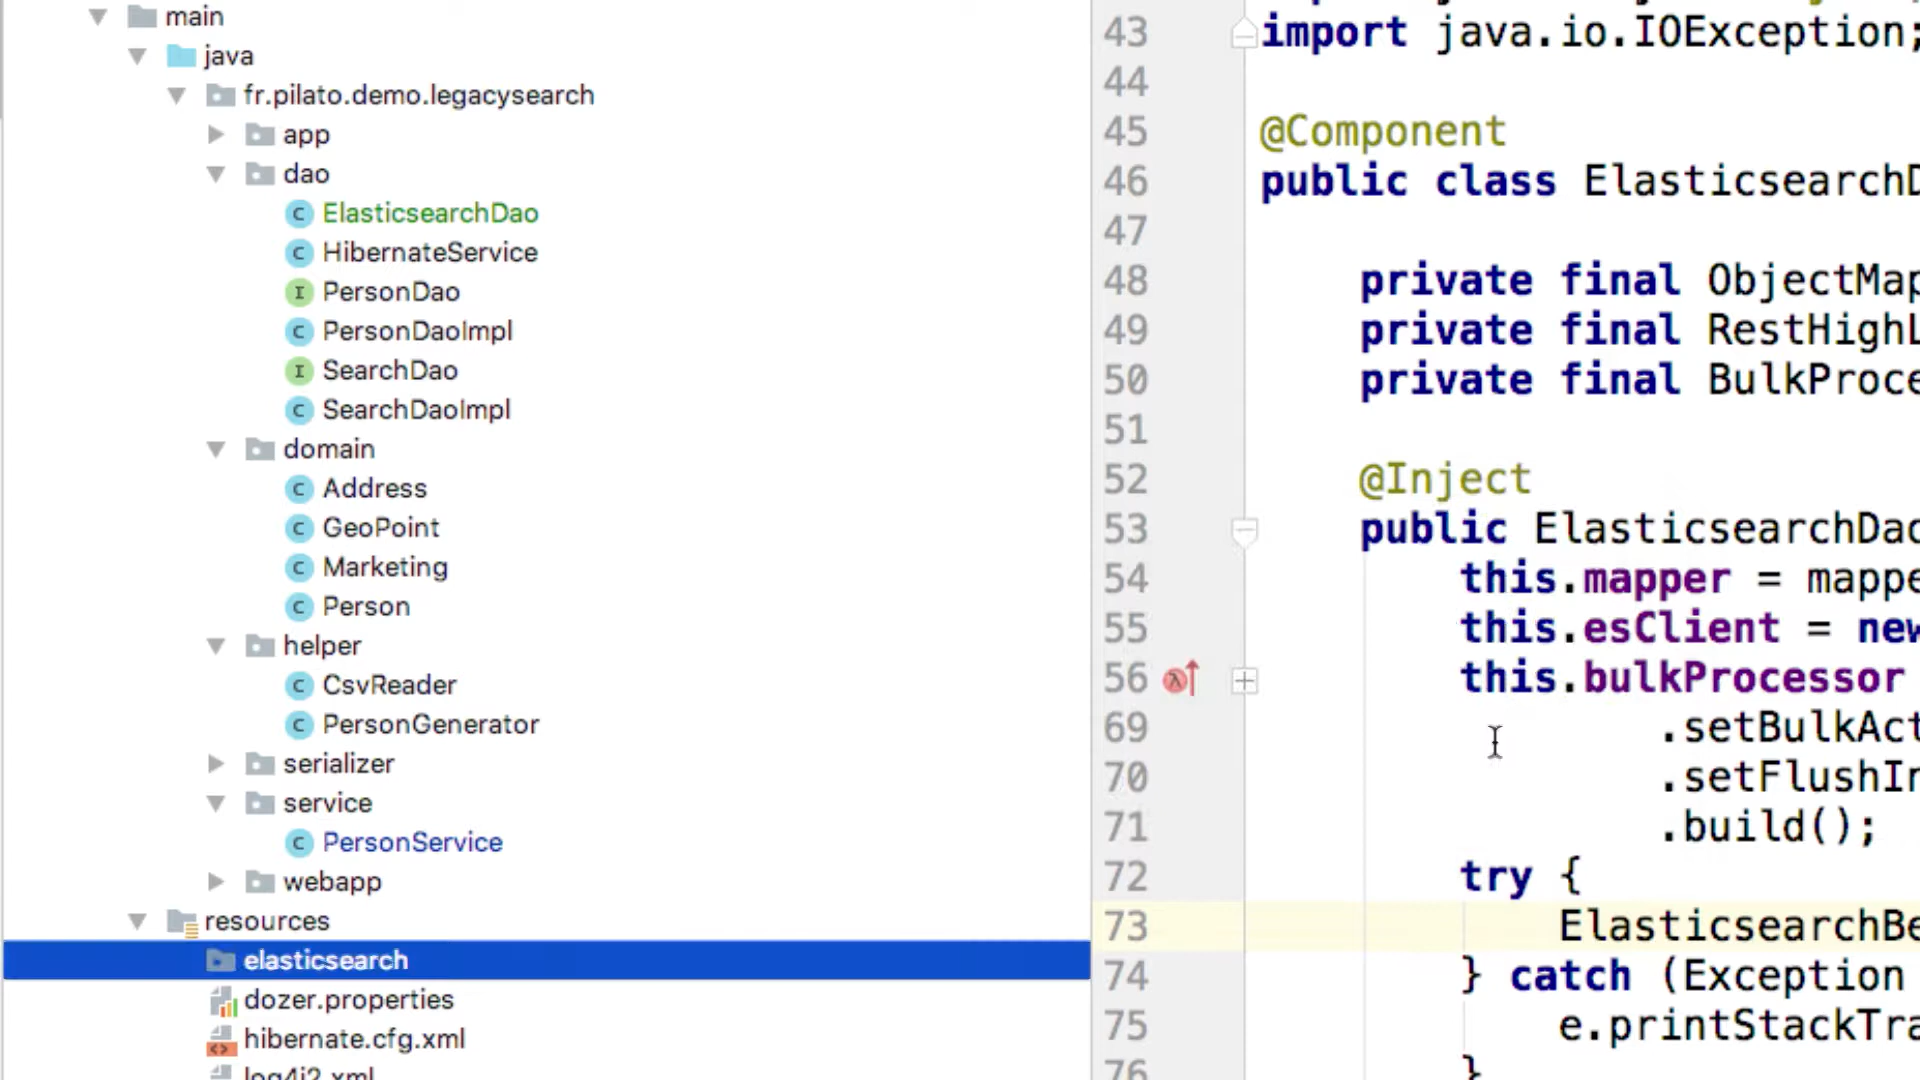 main
java
fr.pilato.demo.legacysearch
app
dao
ElasticsearchDao
HibernateService
PersonDao
PersonDaoImpl
SearchDao
SearchDaoImpl
domain
Address
GeoPoint
Marketing
Person
helper
CsvReader
PersonGenerator
serializer
service
PersonService
webapp
resources
elasticsearch
dozer.properties
hibernate.cfg.xml
log4j2.xml
43 import java.io.IOException;
44
45 @Component
46 public class ElasticsearchD
47
48 private final ObjectMap
49 private final RestHighL
50 private final BulkProce
51
52 @Inject
53 public ElasticsearchDao
54 this.mapper = mappe
55 this.esClient = new
56 this.bulkProcessor
69 .setBulkAct
70 .setFlushIn
71 .build();
72 try {
73 ElasticsearchBe
74 } catch (Exception
75 e.printStackTra
76 }